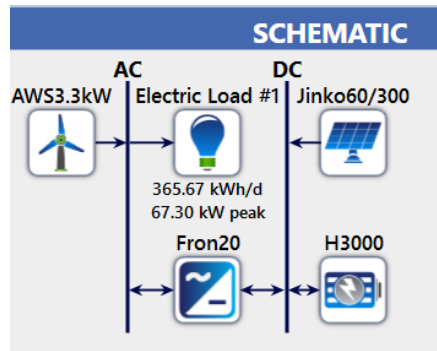 SCHEMATIC
AC DC
AWS3.3kW Electric Load #1 Jinko60/300
365.67 kWh/d
67.30 kW peak
Fron20 H3000